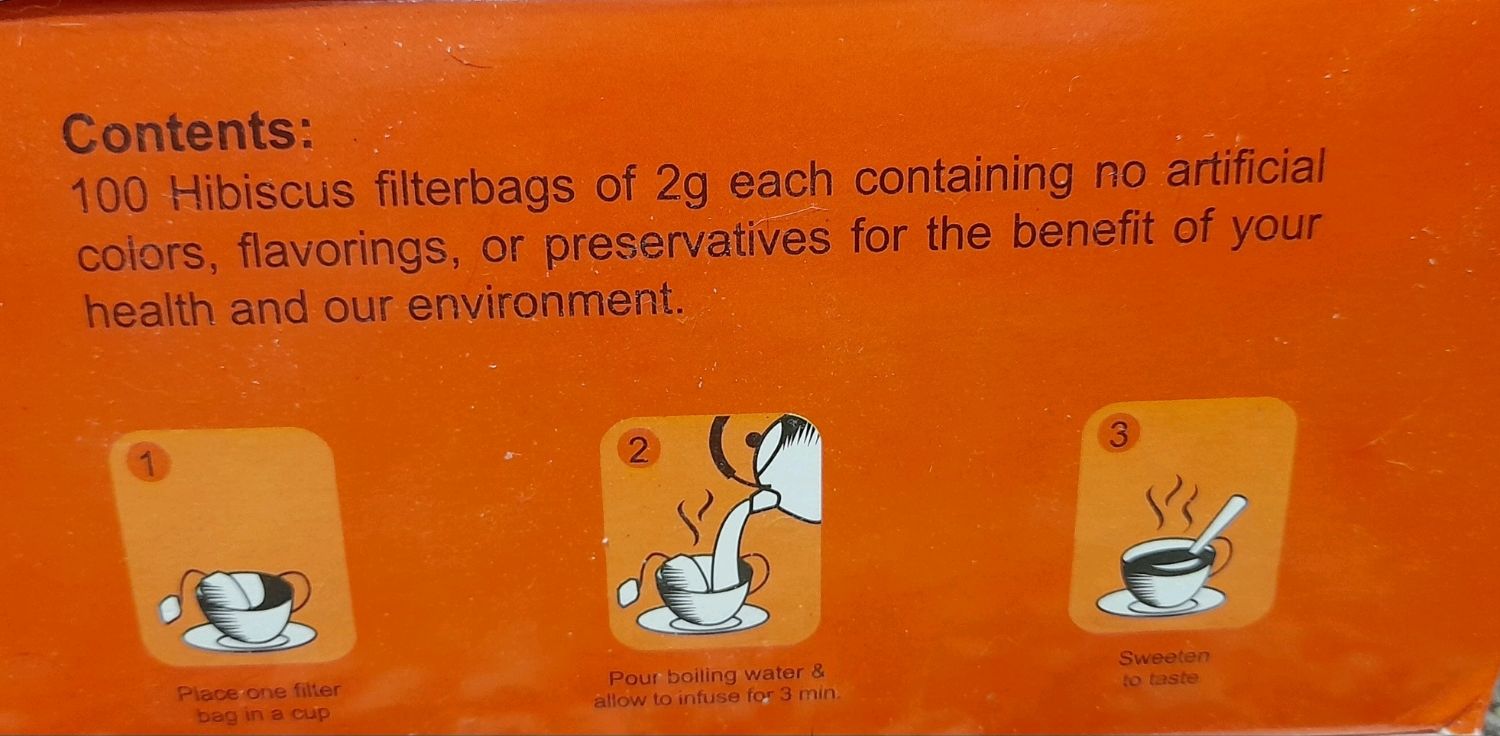 Contents:
100 Hibiscus filterbags of 2g each containing no artificial
colors, flavorings, or preservatives for the benefit of your
health and our environment.
1
Place one filter
bag in a cup
2
Pour boiling water &
allow to infuse for 3 min.
3
Sweeten
to taste